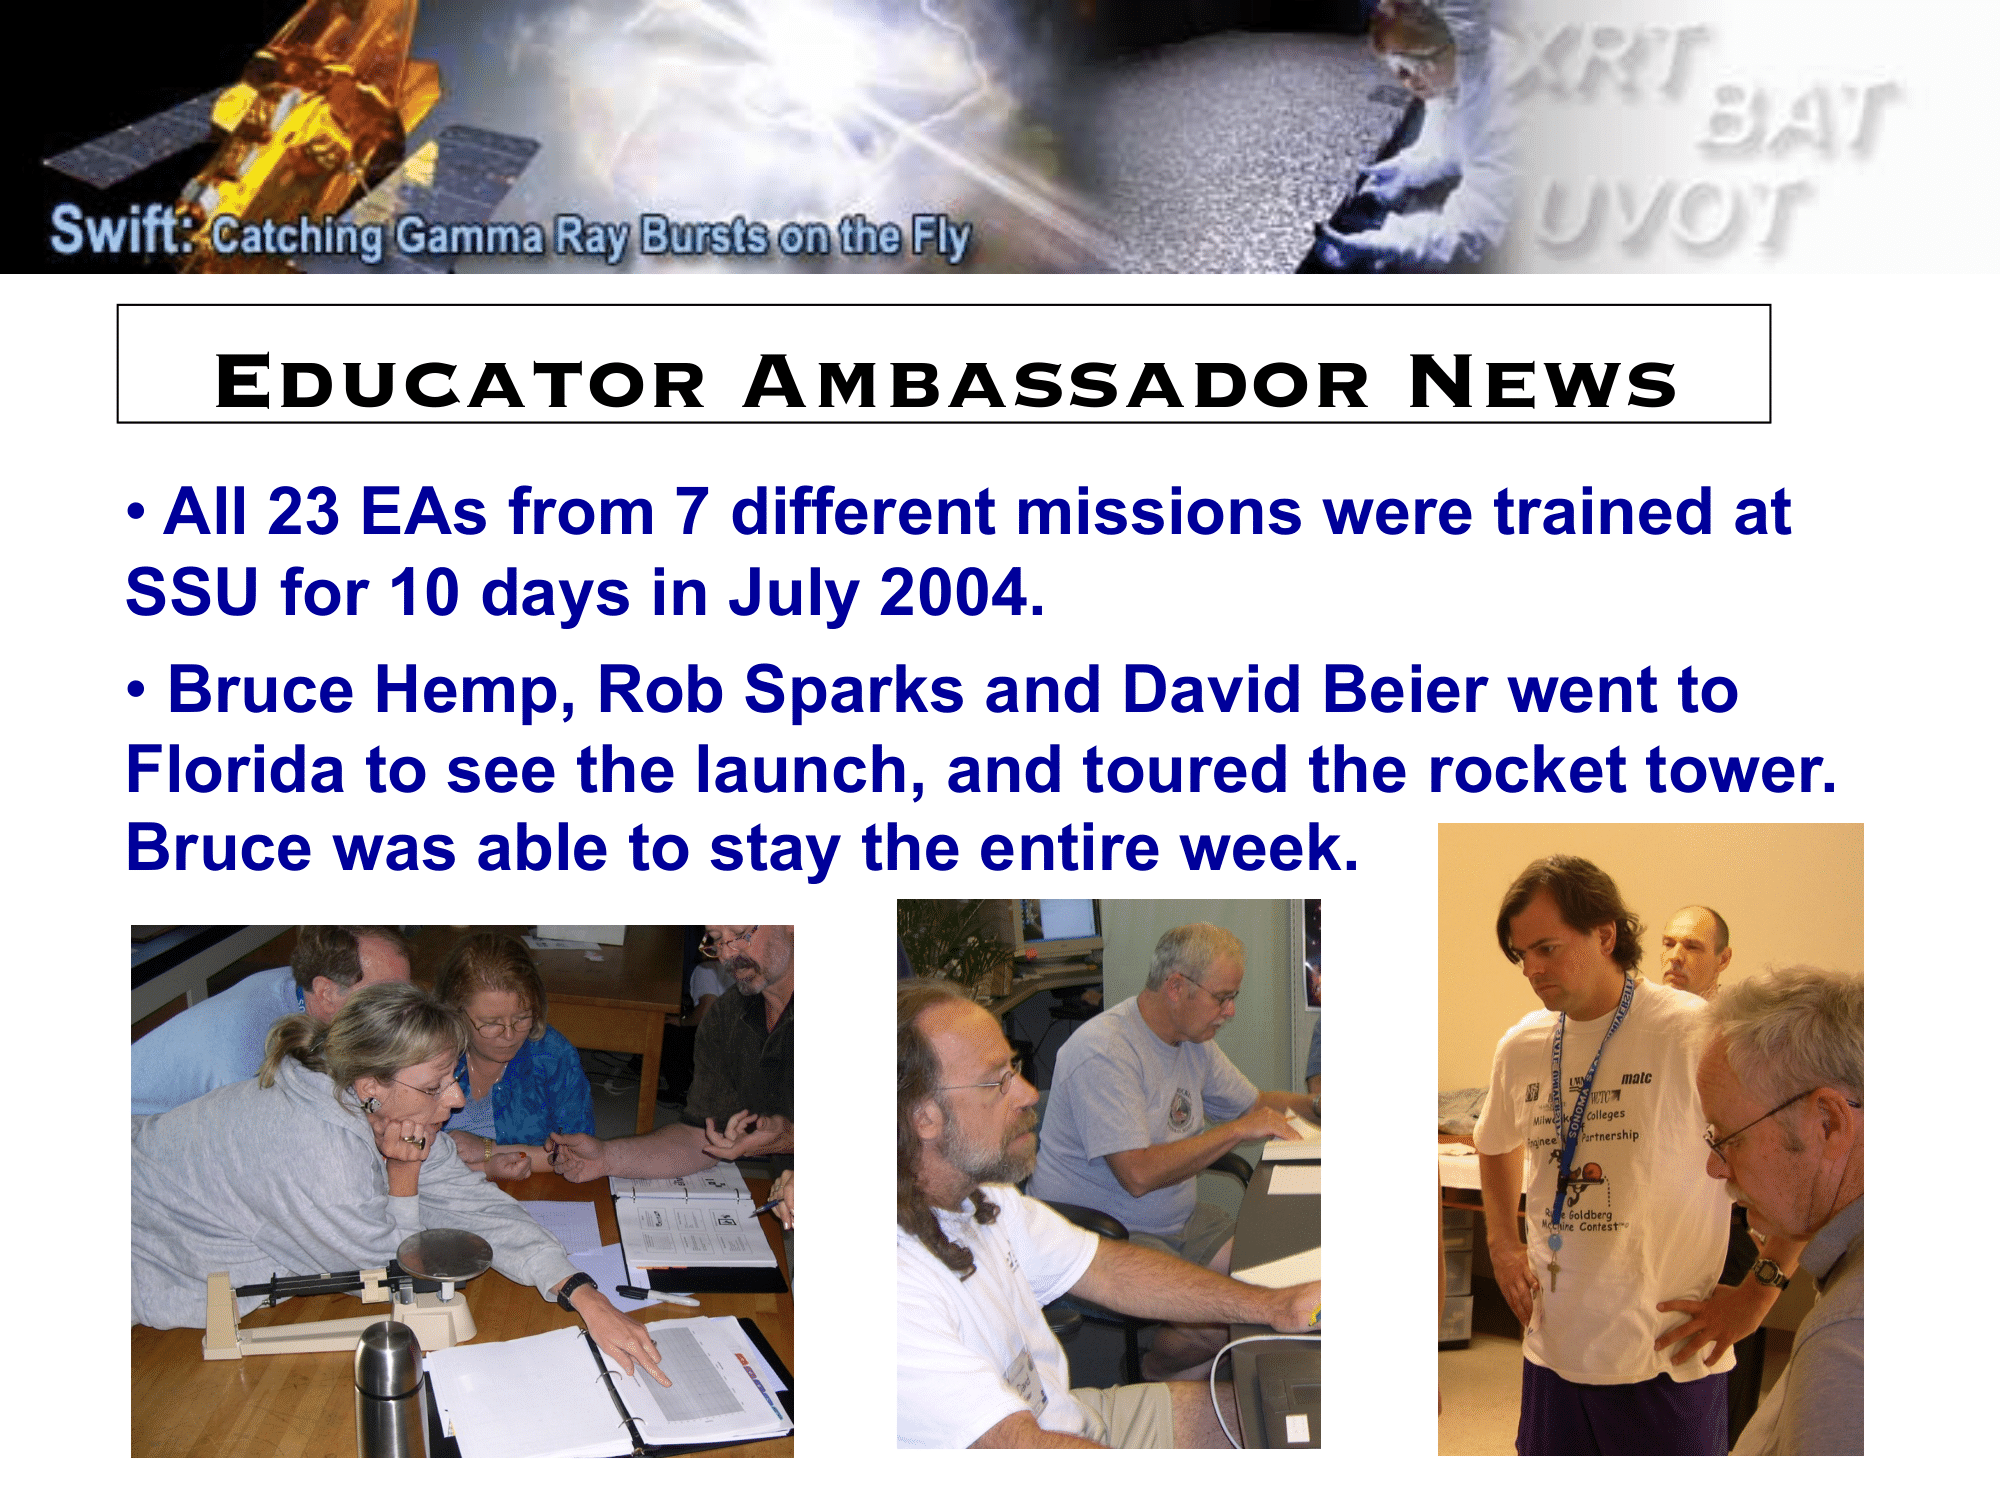 XRT
BAT
UVOT
Swift: Catching Gamma Ray Bursts on the Fly
Educator Ambassador News
• All 23 EAs from 7 different missions were trained at
SSU for 10 days in July 2004.
• Bruce Hemp, Rob Sparks and David Beier went to
Florida to see the launch, and toured the rocket tower.
Bruce was able to stay the entire week.
matc
Colleges
Partnership
Goldberg
Contest
SONOMA STATE UNIVERSITY